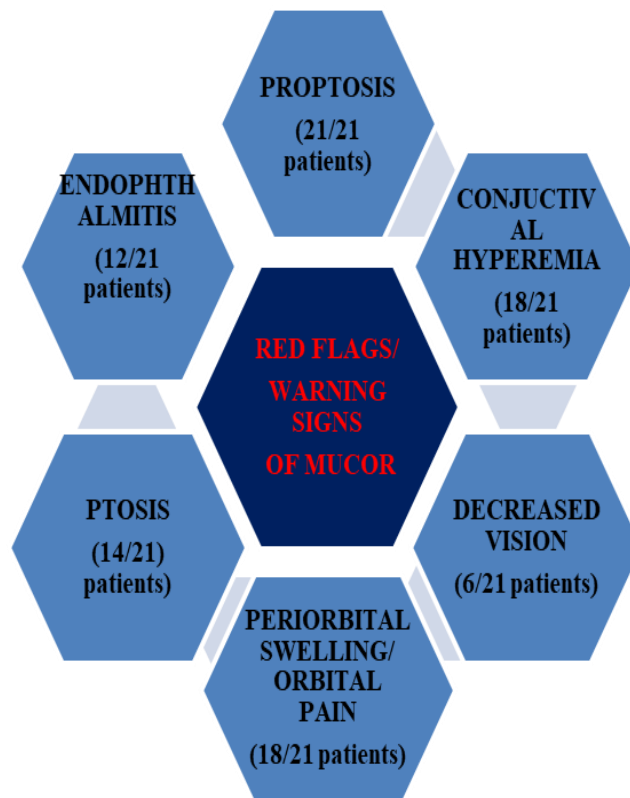 PROPTOSIS
(21/21
patients)
ENDOPHTH
ALMITIS
(12/21
patients)
CONJUCTIV
AL
HYPEREMIA
(18/21
patients)
RED FLAGS/
WARNING
SIGNS
OF MUCOR
PTOSIS
(14/21)
patients)
DECREASED
VISION
(6/21 patients)
PERIORBITAL
SWELLING/
ORBITAL
PAIN
(18/21 patients)